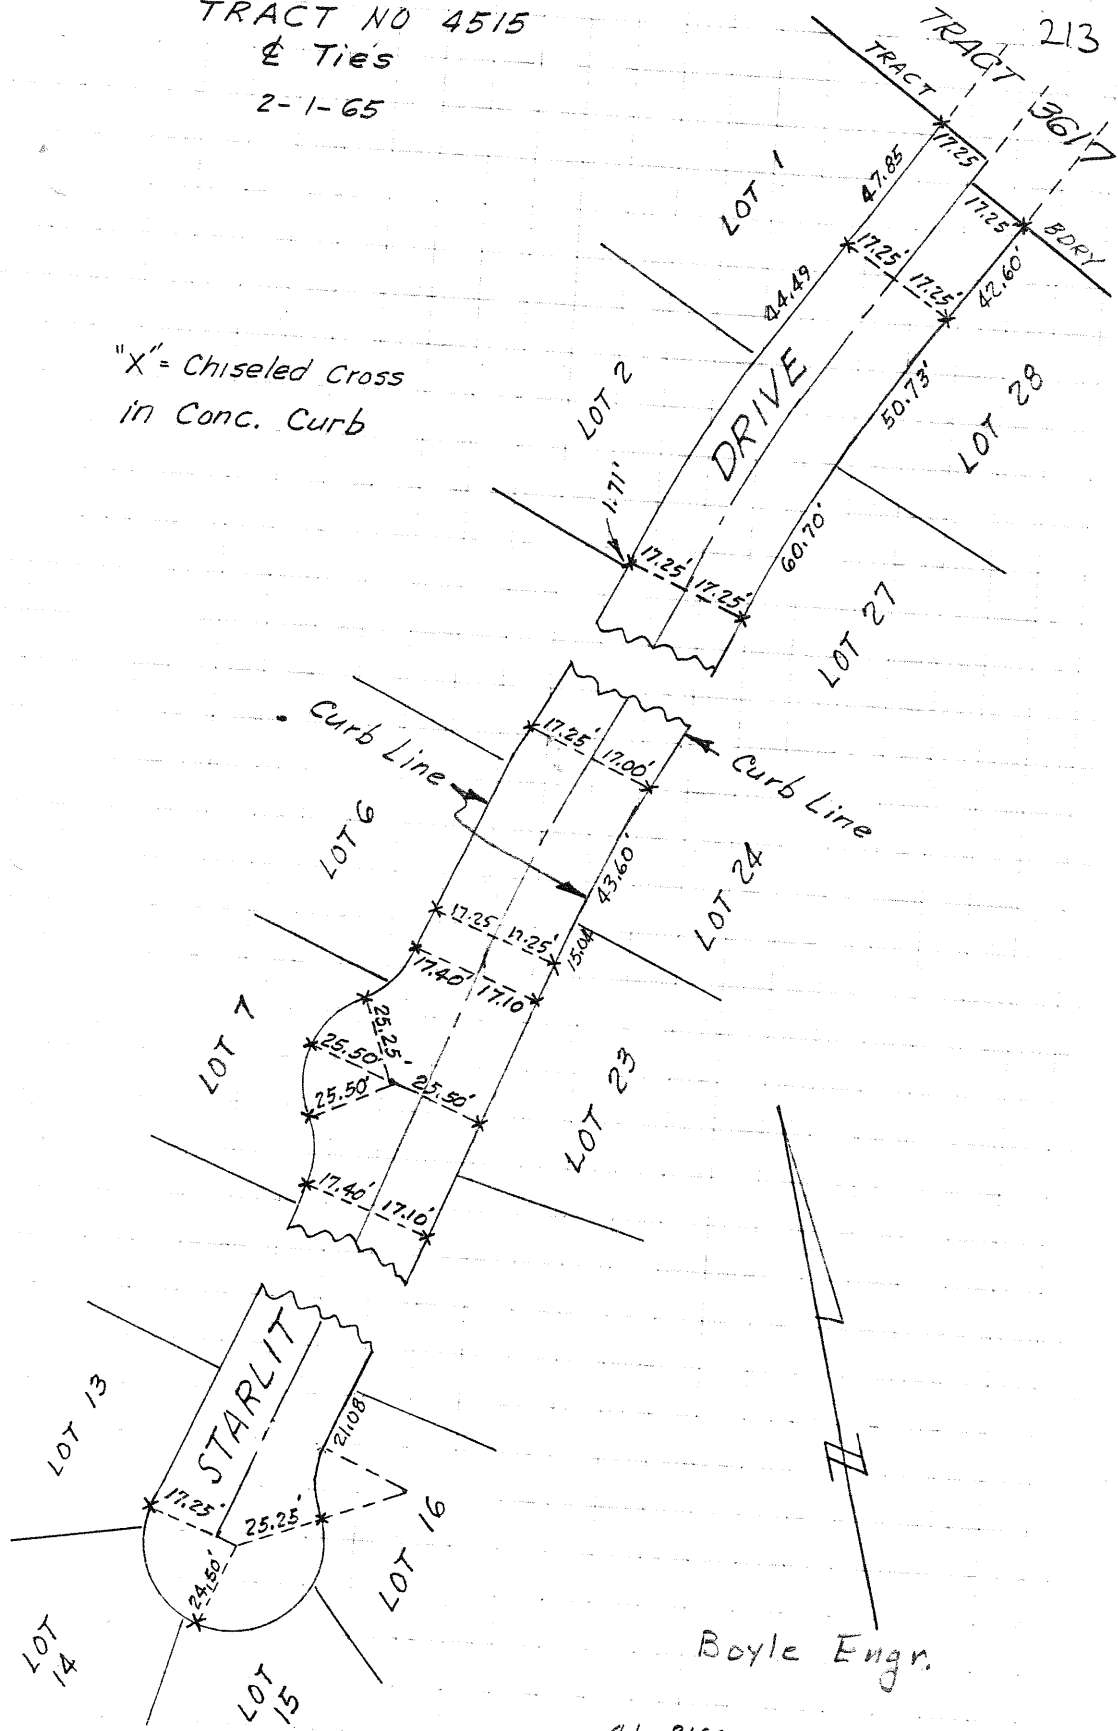 TRACT NO 4515
℄ Tie's
2-1-65
213
TRACT 3617
TRACT
BDRY
17.25
17.25'
47.85
LOT 1
17.25'
17.25'
42.60'
44.49
"X"= Chiseled Cross
in Conc. Curb
LOT 2
DRIVE
50.73'
LOT 28
1.71'
60.70'
17.25'
17.25'
LOT 27
Curb Line
17.25'
17.00'
Curb Line
LOT 6
43.60'
LOT 24
17.25
17.25'
15.04
17.40'
17.10'
LOT 7
25.25'
25.50'
25.50'
25.50'
LOT 23
17.40'
17.10'
STARLIT
LOT 13
21.08
17.25'
25.25'
LOT 16
24.50'
LOT
14
LOT
15
N
Boyle Engr.